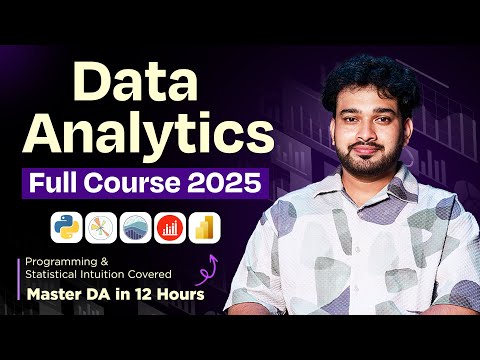 Data
Analytics
Full Course 2025
Programming &
Statistical Intuition Covered
Master DA in 12 Hours